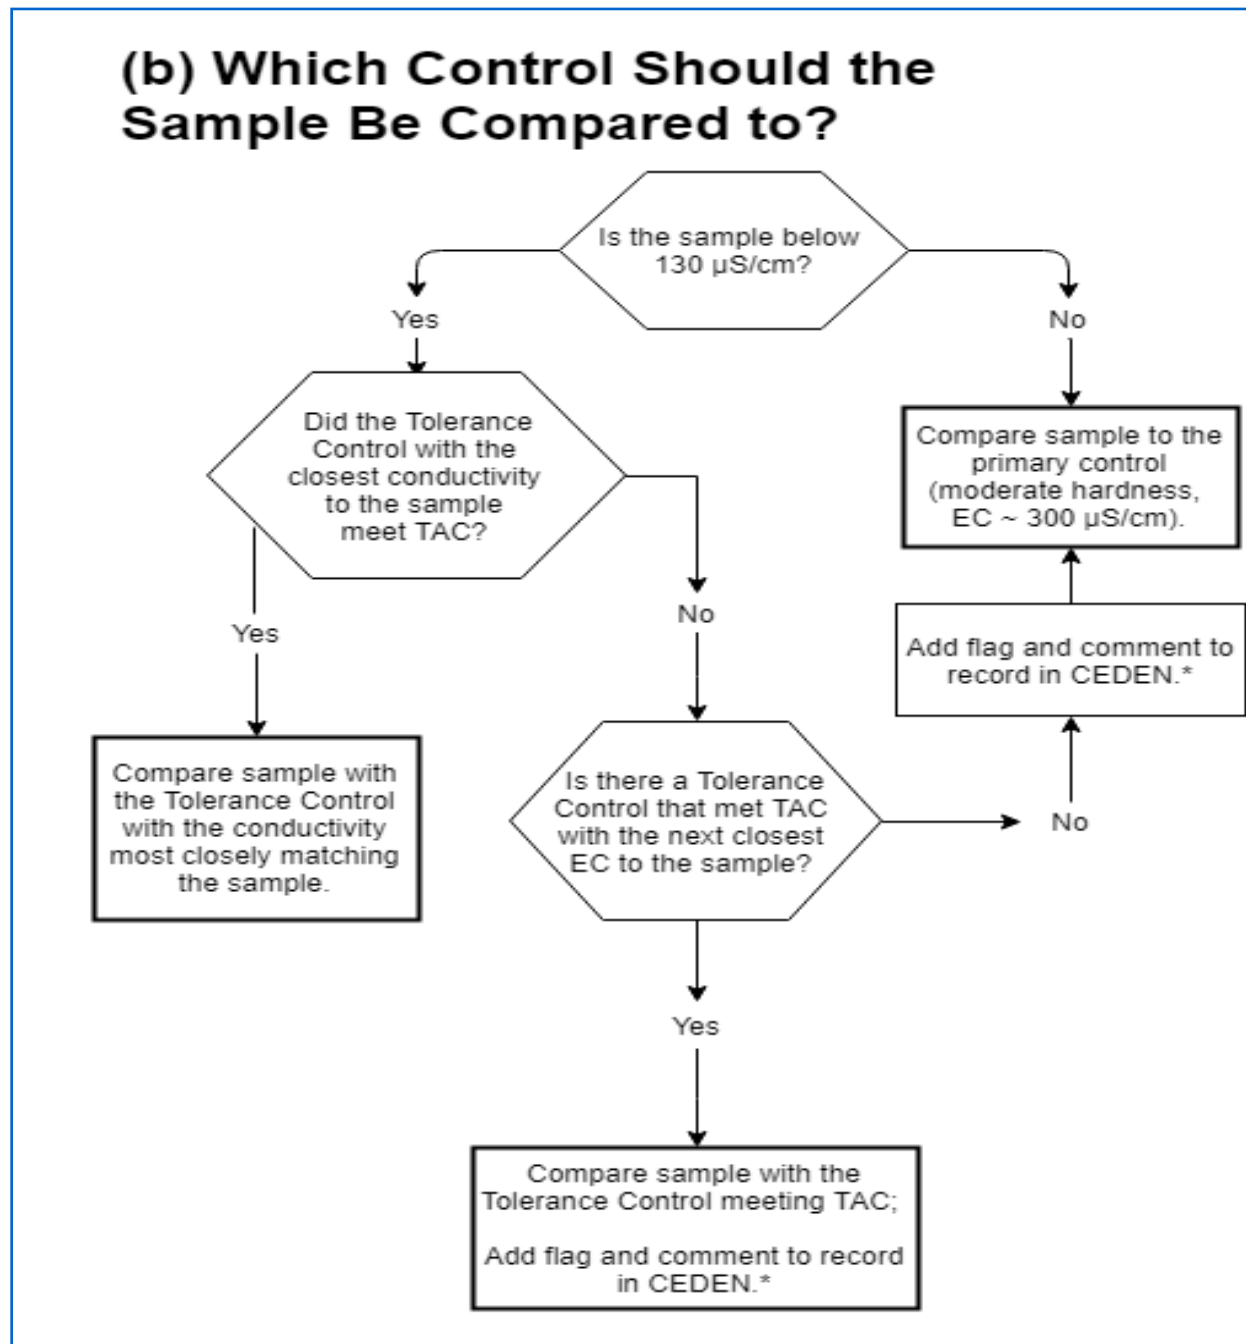 (b) Which Control Should the
Sample Be Compared to?
Is the sample below
130 µS/cm?
Yes
No
Did the Tolerance
Control with the
closest conductivity
to the sample
meet TAC?
Compare sample to the
primary control
(moderate hardness,
EC ~ 300 µS/cm).
Yes
No
Add flag and comment to
record in CEDEN.*
Compare sample with
the Tolerance Control
with the conductivity
most closely matching
the sample.
Is there a Tolerance
Control that met TAC
with the next closest
EC to the sample?
No
Yes
Compare sample with the
Tolerance Control meeting TAC;
Add flag and comment to record
in CEDEN.*